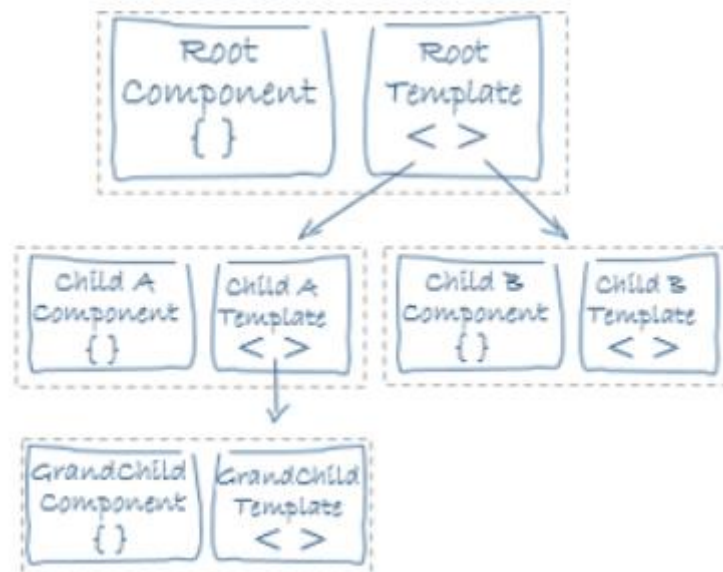 Root
Component
{ }
Root
Template
< >
Child A
Component
{ }
Child A
Template
< >
Child B
Component
{ }
Child B
Template
< >
GrandChild
Component
{ }
GrandChild
Template
< >